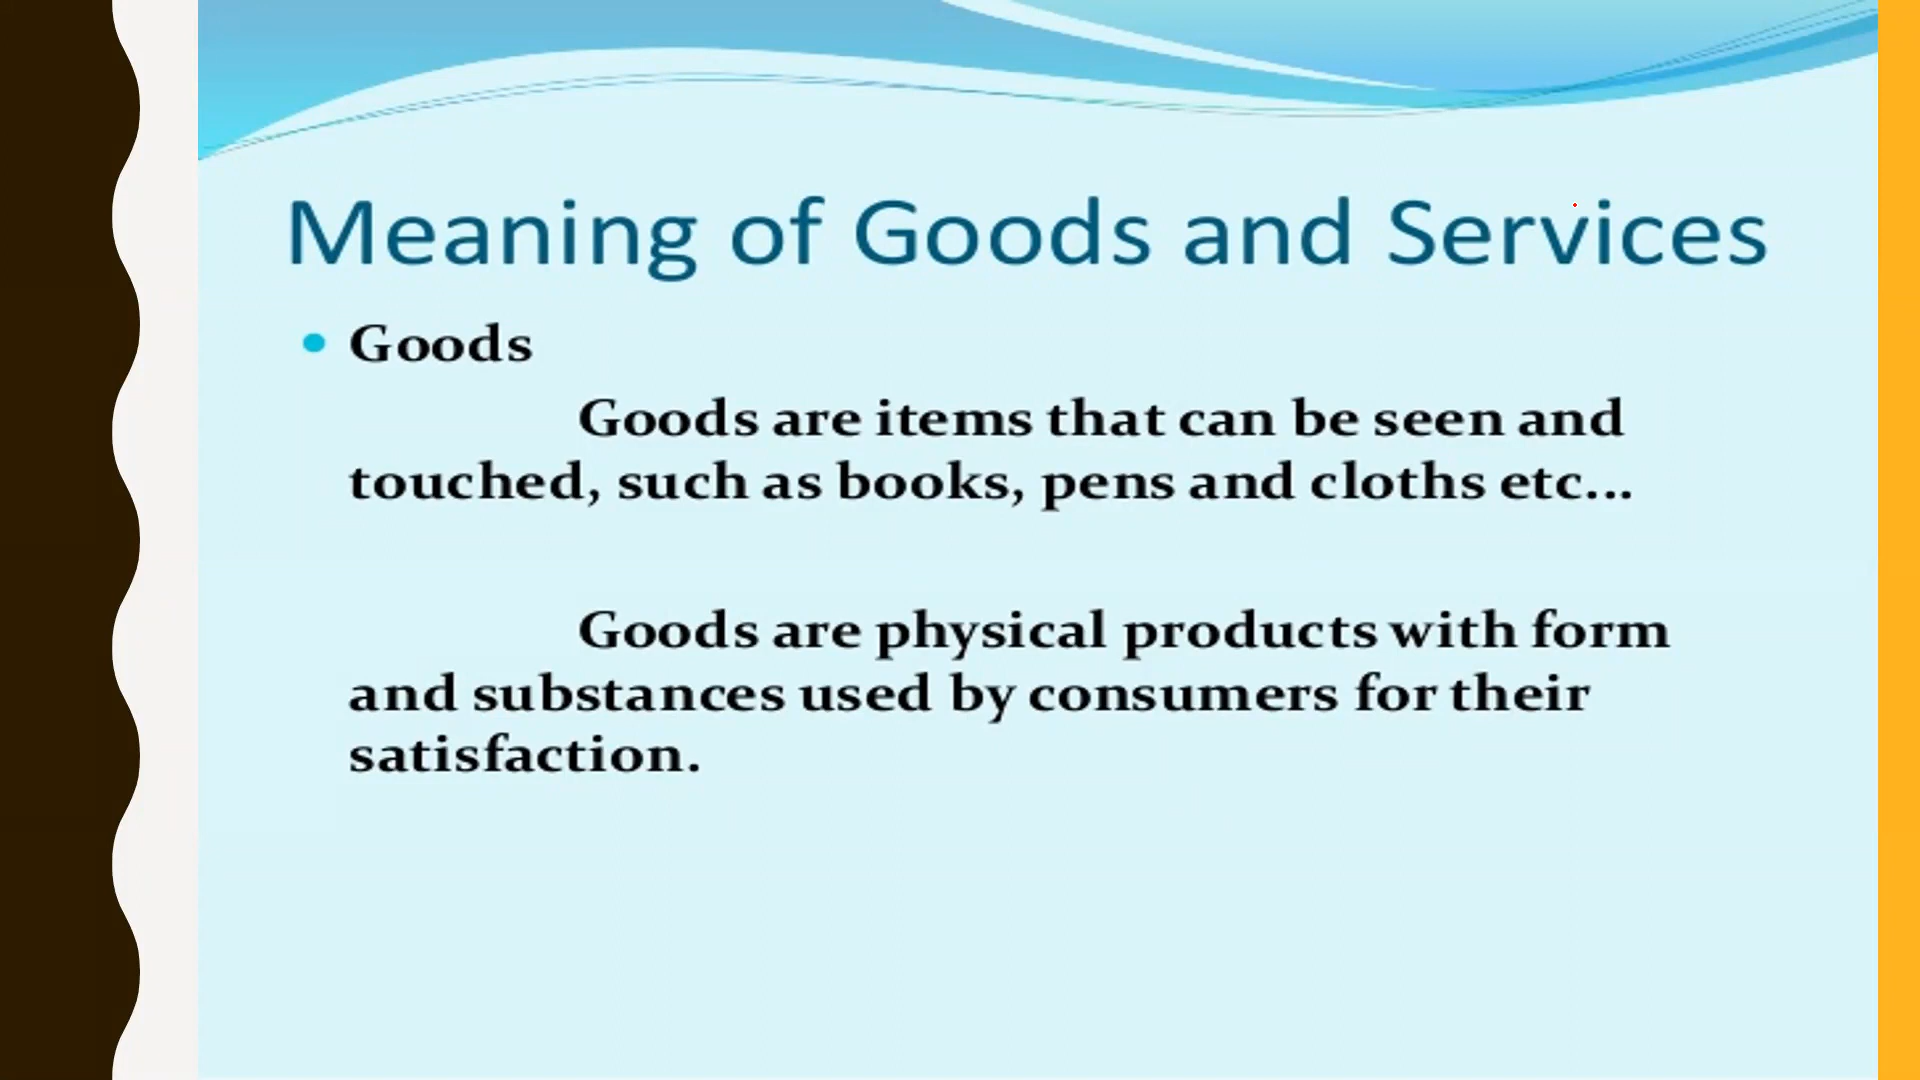 Meaning of Goods and Services
• Goods
Goods are items that can be seen and
touched, such as books, pens and cloths etc...
Goods are physical products with form
and substances used by consumers for their
satisfaction.